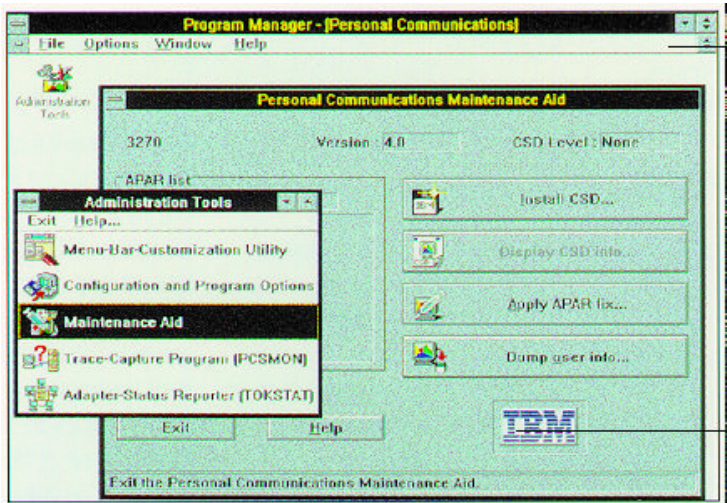 Program Manager - [Personal Communications]
File Options Window Help
Administration
Tools
Personal Communications Maintenance Aid
3270 Version : 4.0 CSD Level : None
APAR list
Install CSD...
Display CSD info...
Apply APAR fix...
Dump user info...
Administration Tools
Exit Help...
Menu-Bar-Customization Utility
Configuration and Program Options
Maintenance Aid
Trace-Capture Program (PCSMON)
Adapter-Status Reporter (TOKSTAT)
Exit Help
IBM
Exit the Personal Communications Maintenance Aid.